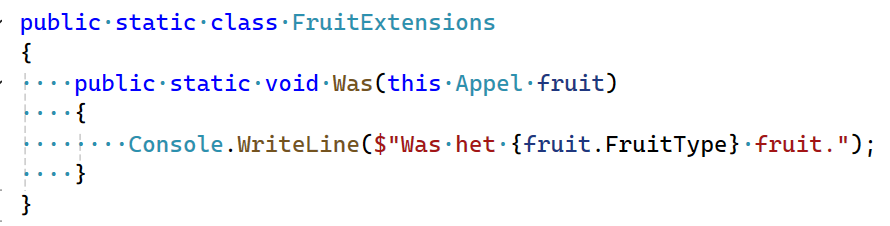 public static class FruitExtensions
{
    public static void Was(this Appel fruit)
    {
        Console.WriteLine($"Was het {fruit.FruitType} fruit.");
    }
}